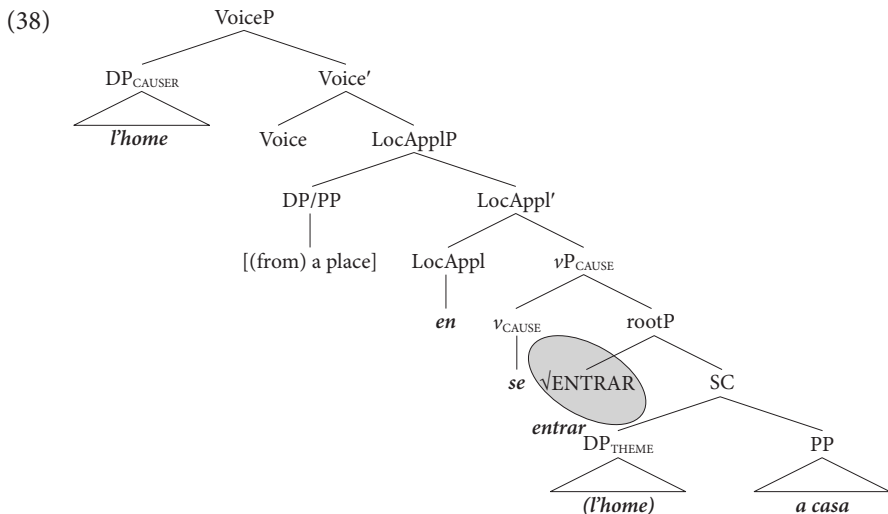 (38)
VoiceP
DP_CAUSER Voice′
l'home Voice LocApplP
DP/PP LocAppl′
[(from) a place] LocAppl vP_CAUSE
en v_CAUSE rootP
se √ENTRAR SC
entrar DP_THEME PP
(l'home) a casa